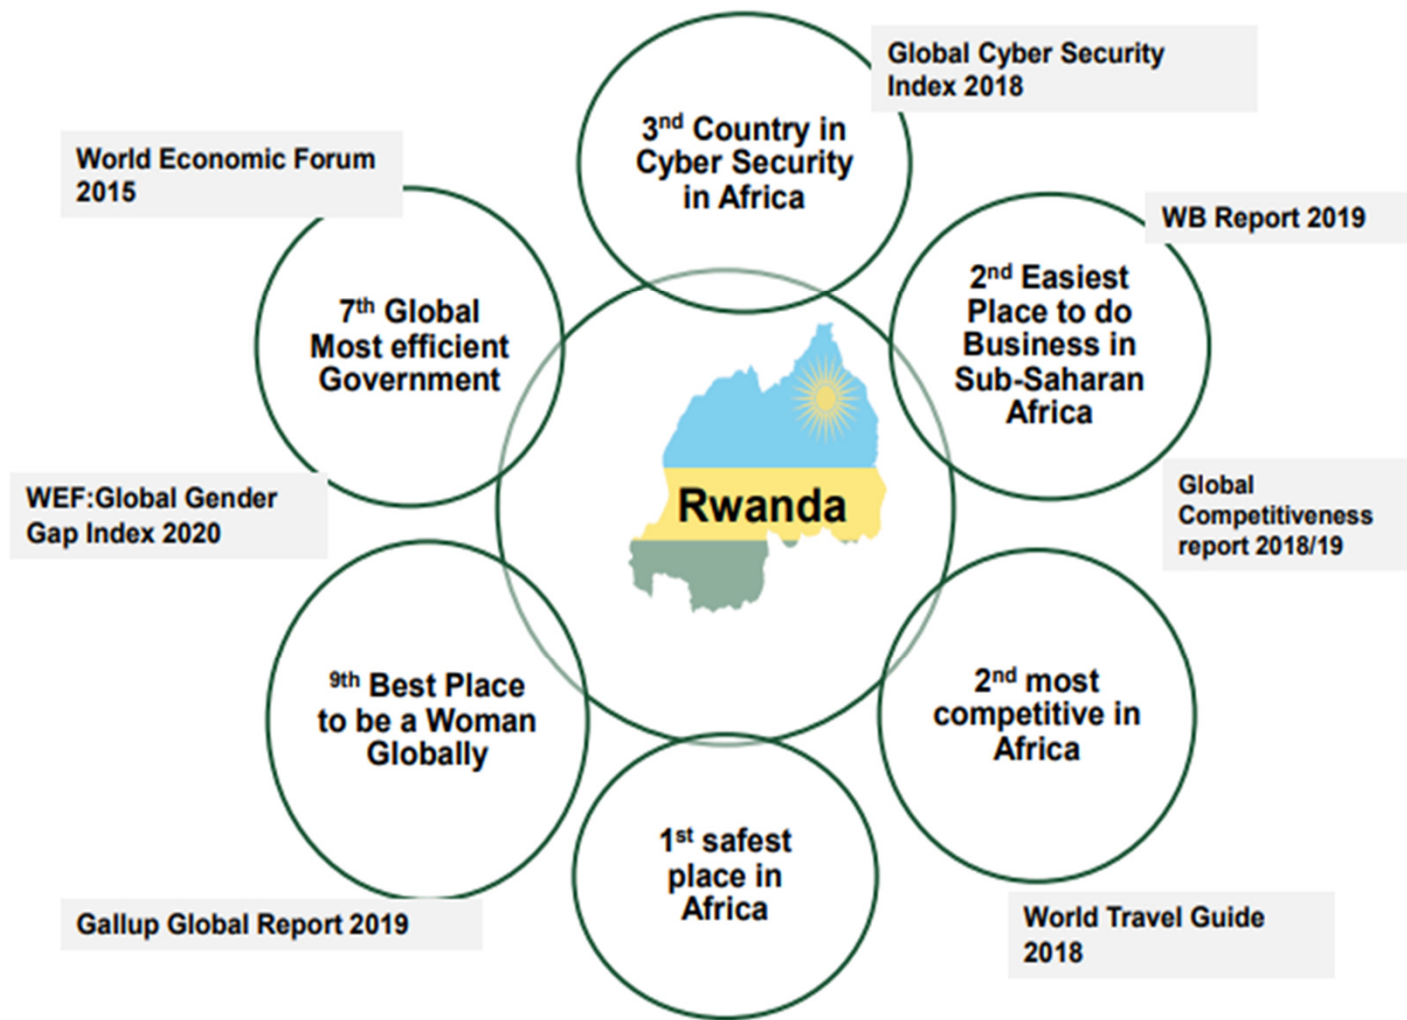 Global Cyber Security
Index 2018
3nd Country in
Cyber Security
in Africa
World Economic Forum
2015
WB Report 2019
7th Global
Most efficient
Government
2nd Easiest
Place to do
Business in
Sub-Saharan
Africa
Rwanda
WEF:Global Gender
Gap Index 2020
Global
Competitiveness
report 2018/19
9th Best Place
to be a Woman
Globally
2nd most
competitive in
Africa
1st safest
place in
Africa
Gallup Global Report 2019
World Travel Guide
2018